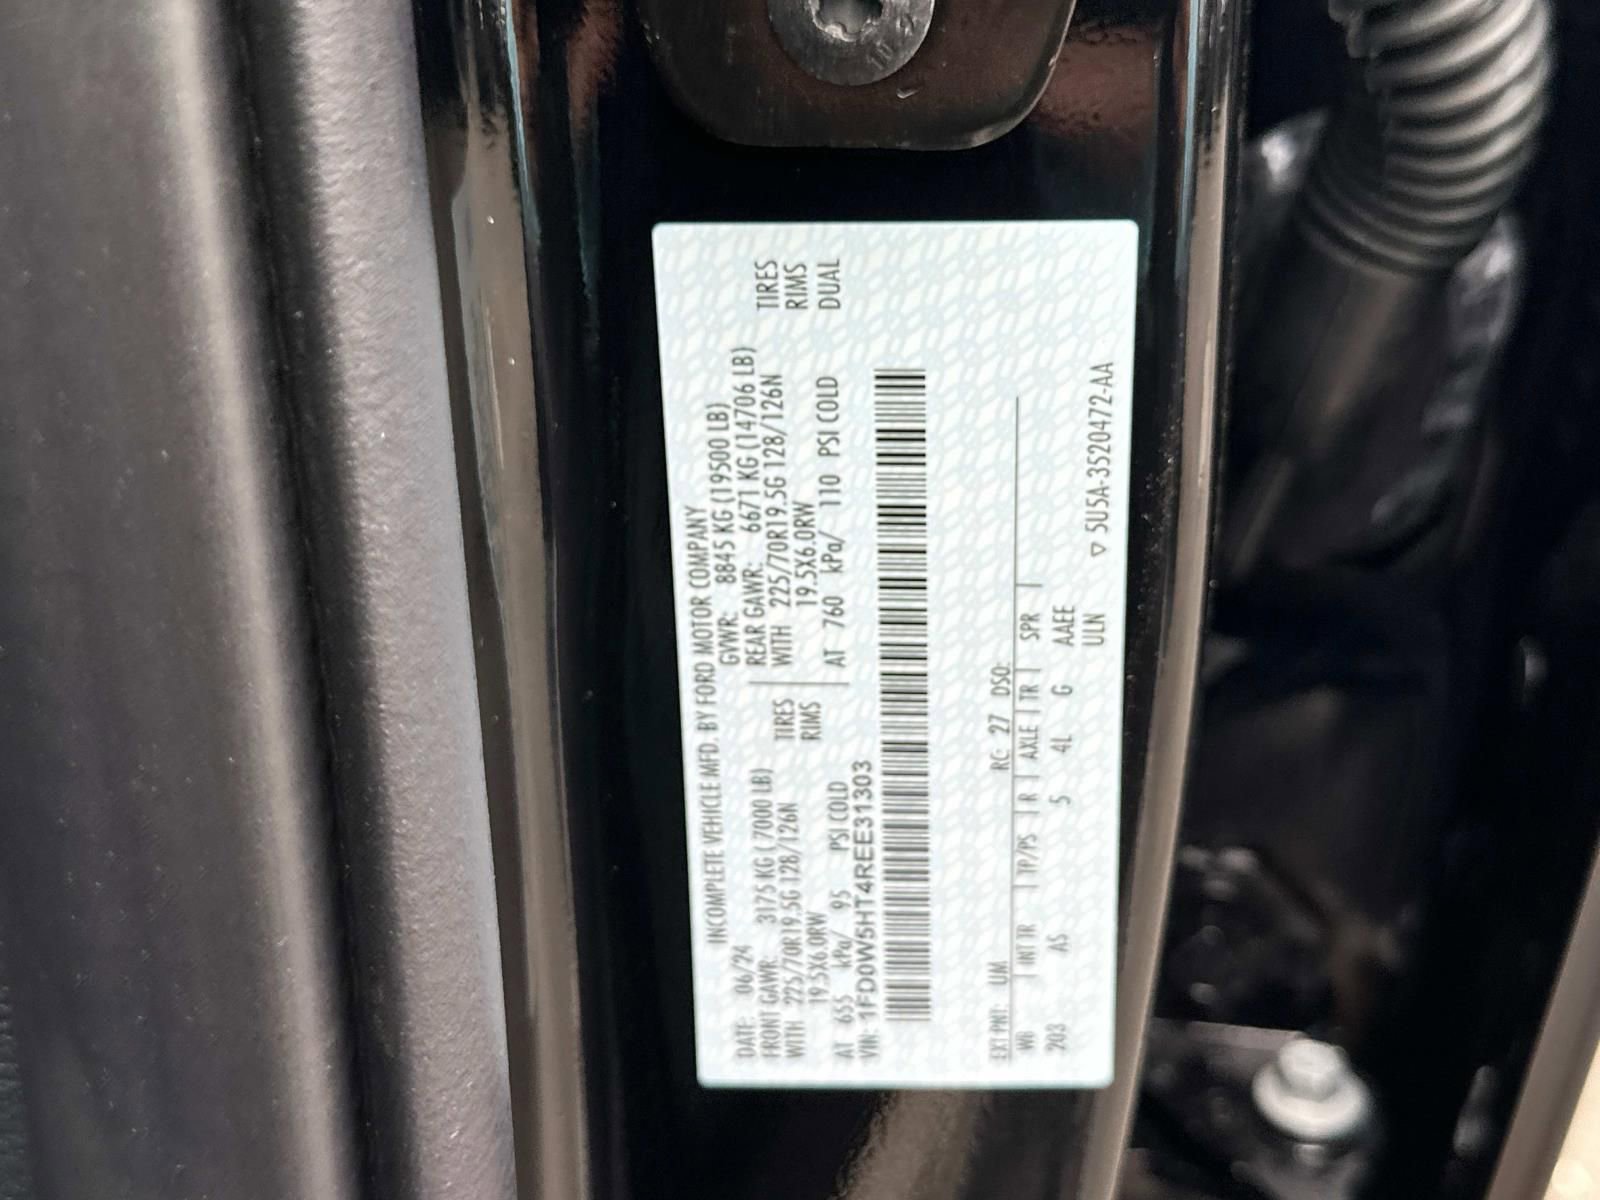 INCOMPLETE VEHICLE MFD. BY FORD MOTOR COMPANY
DATE: 06/24 GVWR: 8845 KG (19500 LB)
FRONT GAWR: 3175 KG (7000 LB) REAR GAWR: 6671 KG (14706 LB)
WITH 225/70R19.5G 128/126N TIRES WITH 225/70R19.5G 128/126N TIRES
19.5X6.0RW RIMS 19.5X6.0RW RIMS
AT 655 kPa/ 95 PSI COLD AT 760 kPa/ 110 PSI COLD DUAL
VIN: 1FD0W5HT4REE31303
EXT PNT: UM RC: 27 DSO:
WB INT TR TP/PS R AXLE TR SPR
203 AS 5 4L G AAEE
ULN
▽ 5U5A-3520472-AA